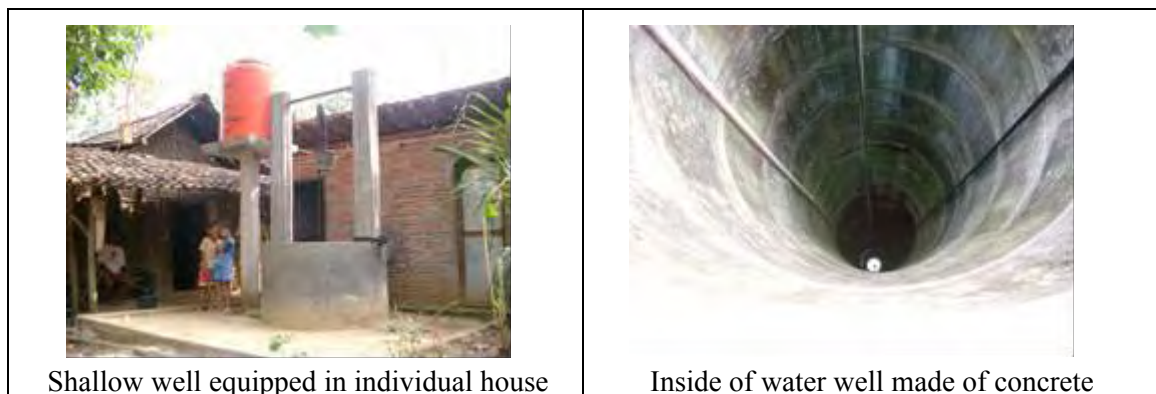 Shallow well equipped in individual house
Inside of water well made of concrete